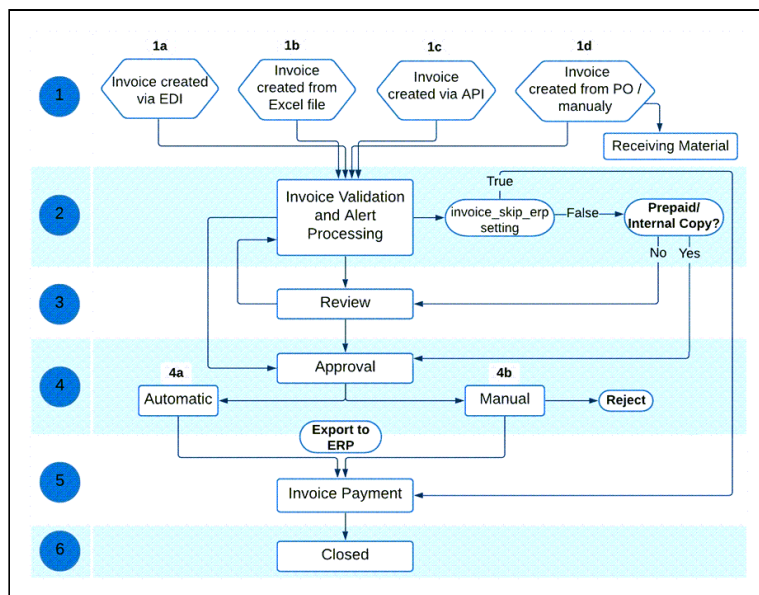 1a
1b
1c
1d
1
Invoice created
via EDI
Invoice
created from
Excel file
Invoice
created via API
Invoice
created from PO /
manualy
Receiving Material
2
Invoice Validation
and Alert
Processing
True
invoice_skip_erp
setting
False
Prepaid/
Internal Copy?
No
Yes
3
Review
4
Approval
4a
Automatic
4b
Manual
Reject
Export to
ERP
5
Invoice Payment
6
Closed